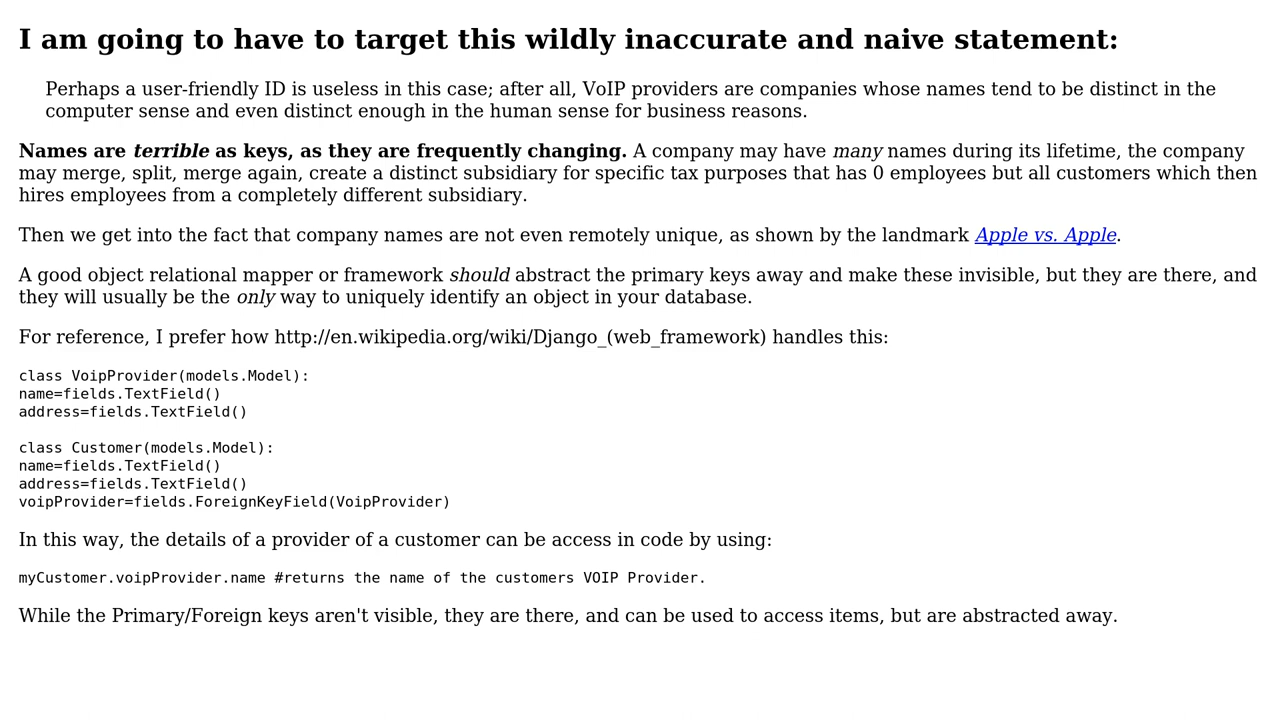 I am going to have to target this wildly inaccurate and naive statement:
Perhaps a user-friendly ID is useless in this case; after all, VoIP providers are companies whose names tend to be distinct in the
computer sense and even distinct enough in the human sense for business reasons.
Names are terrible as keys, as they are frequently changing. A company may have many names during its lifetime, the company
may merge, split, merge again, create a distinct subsidiary for specific tax purposes that has 0 employees but all customers which then
hires employees from a completely different subsidiary.
Then we get into the fact that company names are not even remotely unique, as shown by the landmark Apple vs. Apple.
A good object relational mapper or framework should abstract the primary keys away and make these invisible, but they are there, and
they will usually be the only way to uniquely identify an object in your database.
For reference, I prefer how http://en.wikipedia.org/wiki/Django_(web_framework) handles this:
class VoipProvider(models.Model):
name=fields.TextField()
address=fields.TextField()
class Customer(models.Model):
name=fields.TextField()
address=fields.TextField()
voipProvider=fields.ForeignKeyField(VoipProvider)
In this way, the details of a provider of a customer can be access in code by using:
myCustomer.voipProvider.name #returns the name of the customers VOIP Provider.
While the Primary/Foreign keys aren't visible, they are there, and can be used to access items, but are abstracted away.